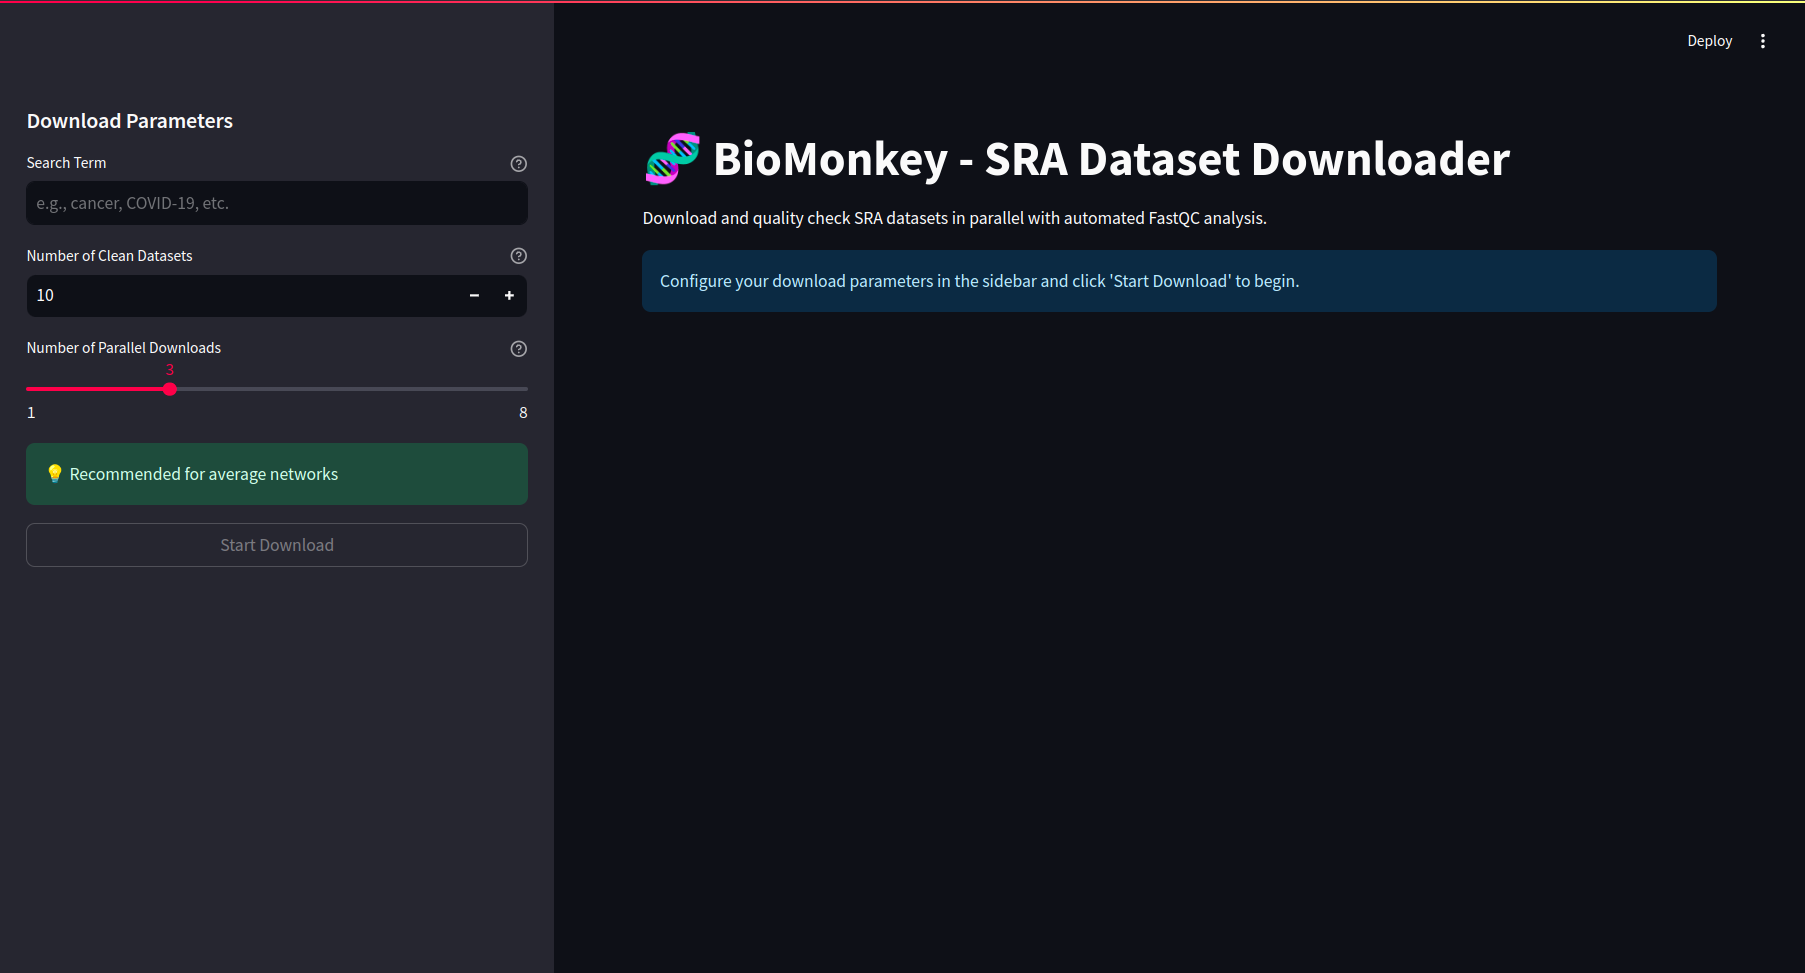 Deploy
Download Parameters
Search Term
e.g., cancer, COVID-19, etc.
Number of Clean Datasets
10
Number of Parallel Downloads
3
1 8
💡 Recommended for average networks
Start Download
🧬 BioMonkey - SRA Dataset Downloader
Download and quality check SRA datasets in parallel with automated FastQC analysis.
Configure your download parameters in the sidebar and click 'Start Download' to begin.